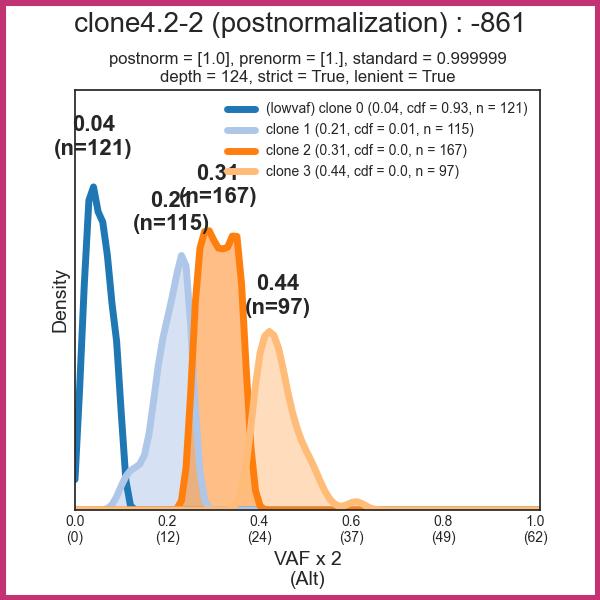 clone4.2-2 (postnormalization) : -861
postnorm = [1.0], prenorm = [1.], standard = 0.999999
depth = 124, strict = True, lenient = True
(lowvaf) clone 0 (0.04, cdf = 0.93, n = 121)
clone 1 (0.21, cdf = 0.01, n = 115)
clone 2 (0.31, cdf = 0.0, n = 167)
clone 3 (0.44, cdf = 0.0, n = 97)
0.04
(n=121)
0.21
(n=115)
0.31
(n=167)
0.44
(n=97)
Density
0.0 0.2 0.4 0.6 0.8 1.0
(0) (12) (24) (37) (49) (62)
VAF x 2
(Alt)